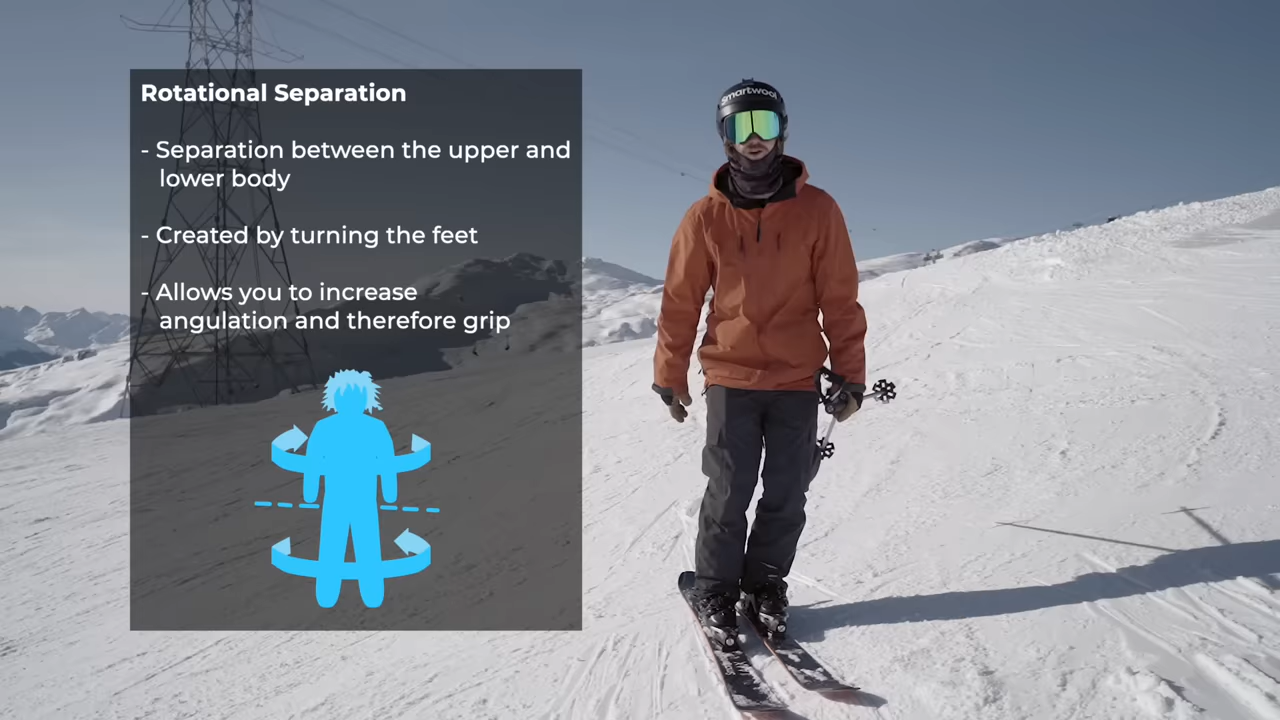 Rotational Separation
- Separation between the upper and
lower body
- Created by turning the feet
- Allows you to increase
angulation and therefore grip
smartwool